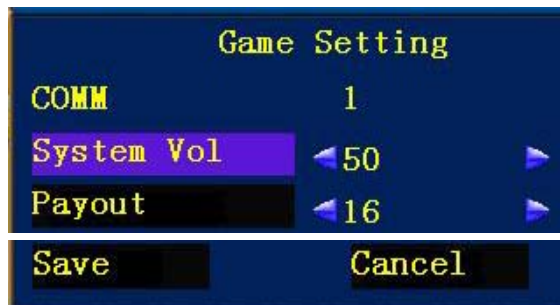 Game Setting
COMM 1
System Vol 50
Payout 16
Save Cancel